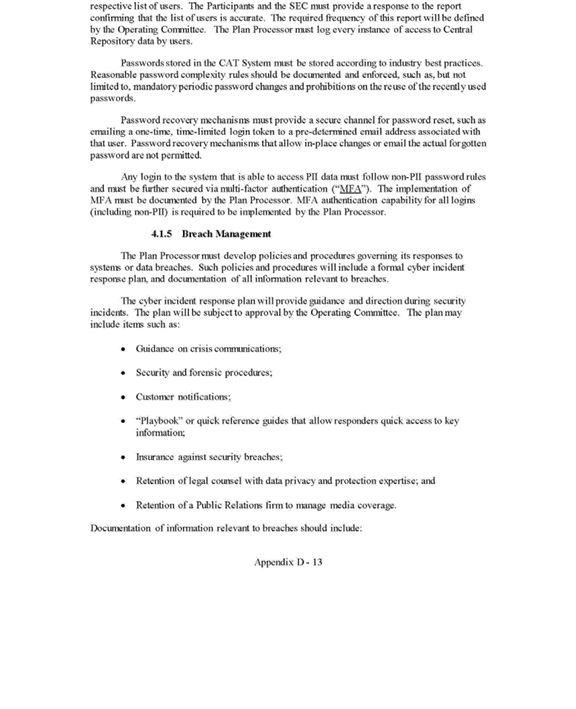 respective list of users. The Participants and the SEC must provide a response to the report
confirming that the list of users is accurate. The required frequency of this report will be defined
by the Operating Committee. The Plan Processor must log every instance of access to Central
Repository data by users.
Passwords stored in the CAT System must be stored according to industry best practices.
Reasonable password complexity rules should be documented and enforced, such as, but not
limited to, mandatory periodic password changes and prohibitions on the reuse of the recently used
passwords.
Password recovery mechanisms must provide a secure channel for password reset, such as
emailing a one-time, time-limited login token to a pre-determined email address associated with
that user. Password recovery mechanisms that allow in-place changes or email the actual forgotten
password are not permitted.
Any login to the system that is able to access PII data must follow non-PII password rules
and must be further secured via multi-factor authentication (“MFA”). The implementation of
MFA must be documented by the Plan Processor. MFA authentication capability for all logins
(including non-PII) is required to be implemented by the Plan Processor.
4.1.5 Breach Management
The Plan Processor must develop policies and procedures governing its responses to
systems or data breaches. Such policies and procedures will include a formal cyber incident
response plan, and documentation of all information relevant to breaches.
The cyber incident response plan will provide guidance and direction during security
incidents. The plan will be subject to approval by the Operating Committee. The plan may
include items such as:
• Guidance on crisis communications;
• Security and forensic procedures;
• Customer notifications;
• “Playbook” or quick reference guides that allow responders quick access to key
information;
• Insurance against security breaches;
• Retention of legal counsel with data privacy and protection expertise; and
• Retention of a Public Relations firm to manage media coverage.
Documentation of information relevant to breaches should include:
Appendix D - 13